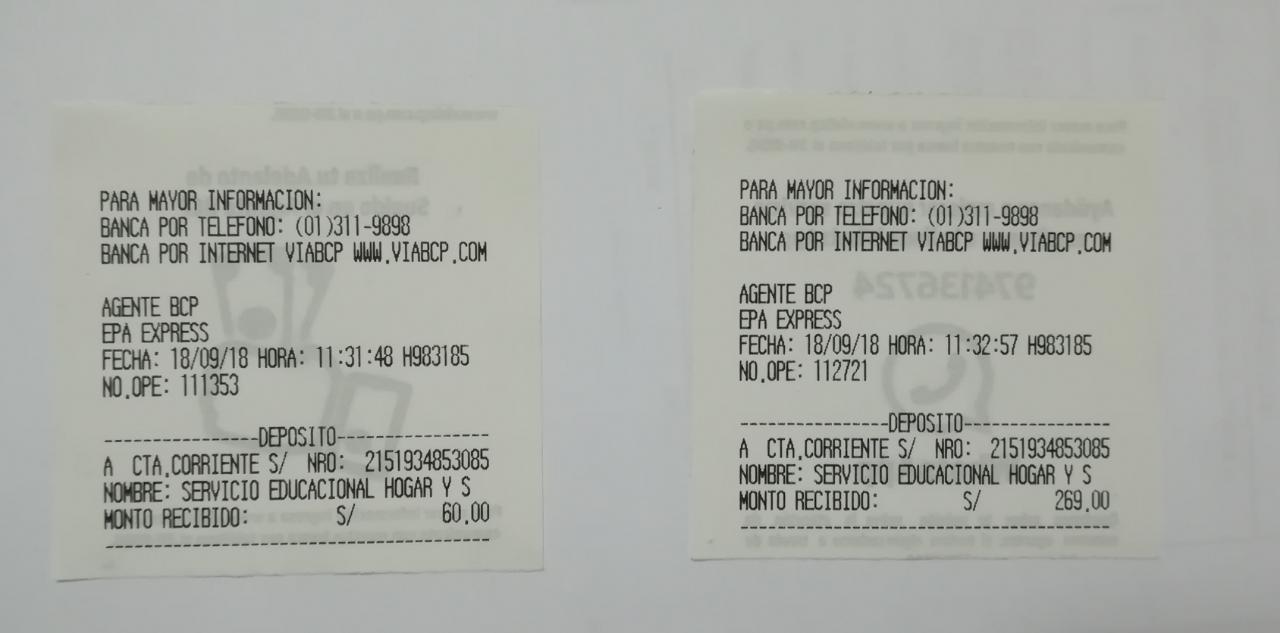 PARA MAYOR INFORMACION:
BANCA POR TELEFONO: (01)311-9898
BANCA POR INTERNET VIABCP WWW.VIABCP.COM
AGENTE BCP
EPA EXPRESS
FECHA: 18/09/18 HORA: 11:31:48 H983185
NO.OPE: 111353
----------------DEPOSITO----------------
A CTA.CORRIENTE S/ NRO: 2151934853085
NOMBRE: SERVICIO EDUCACIONAL HOGAR Y S
MONTO RECIBIDO: S/ 60.00
----------------------------------------
PARA MAYOR INFORMACION:
BANCA POR TELEFONO: (01)311-9898
BANCA POR INTERNET VIABCP WWW.VIABCP.COM
AGENTE BCP
EPA EXPRESS
FECHA: 18/09/18 HORA: 11:32:57 H983185
NO.OPE: 112721
----------------DEPOSITO----------------
A CTA.CORRIENTE S/ NRO: 2151934853085
NOMBRE: SERVICIO EDUCACIONAL HOGAR Y S
MONTO RECIBIDO: S/ 269.00
----------------------------------------
974136724